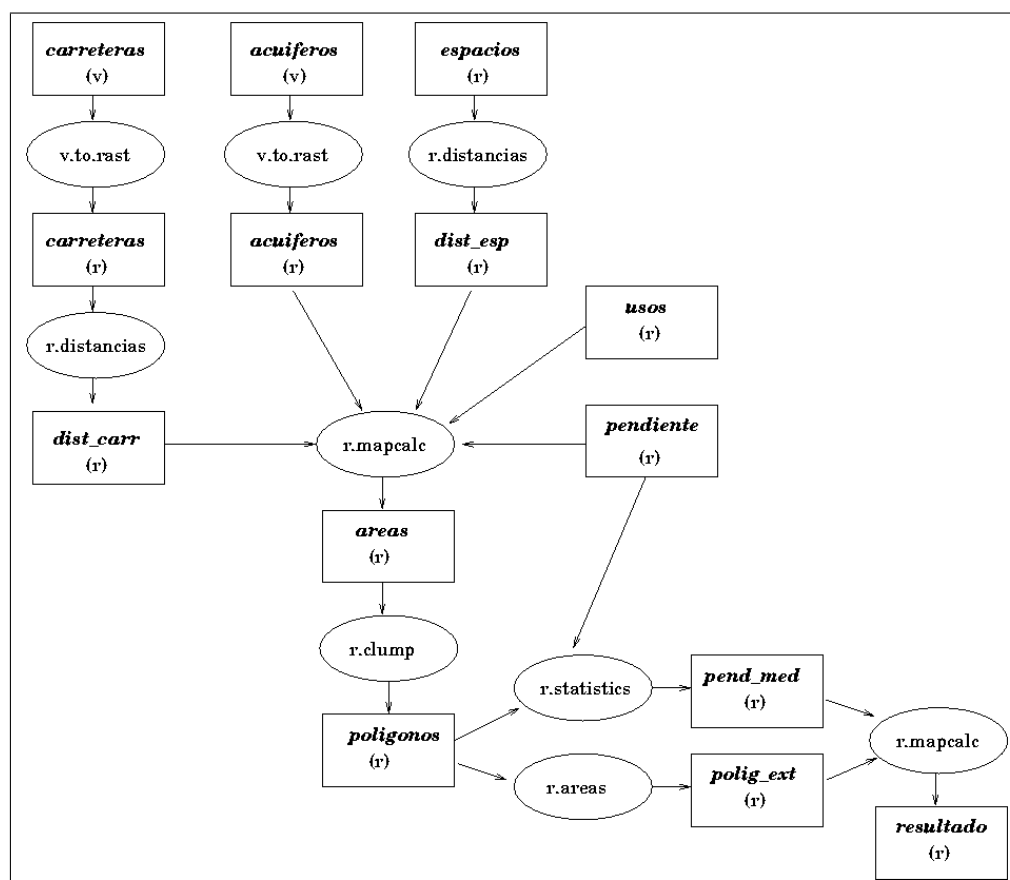 carreteras
(v)
acuiferos
(v)
espacios
(r)
v.to.rast
v.to.rast
r.distancias
carreteras
(r)
acuiferos
(r)
dist_esp
(r)
usos
(r)
r.distancias
dist_carr
(r)
r.mapcalc
pendiente
(r)
areas
(r)
r.clump
poligonos
(r)
r.statistics
pend_med
(r)
r.mapcalc
r.areas
polig_ext
(r)
resultado
(r)